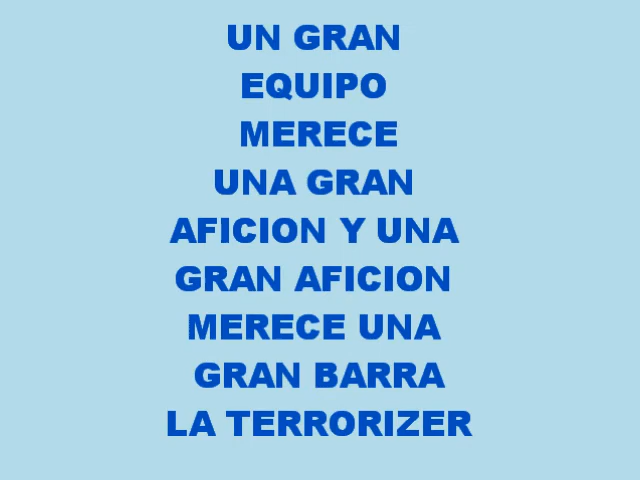 UN GRAN
EQUIPO
MERECE
UNA GRAN
AFICION Y UNA
GRAN AFICION
MERECE UNA
GRAN BARRA
LA TERRORIZER